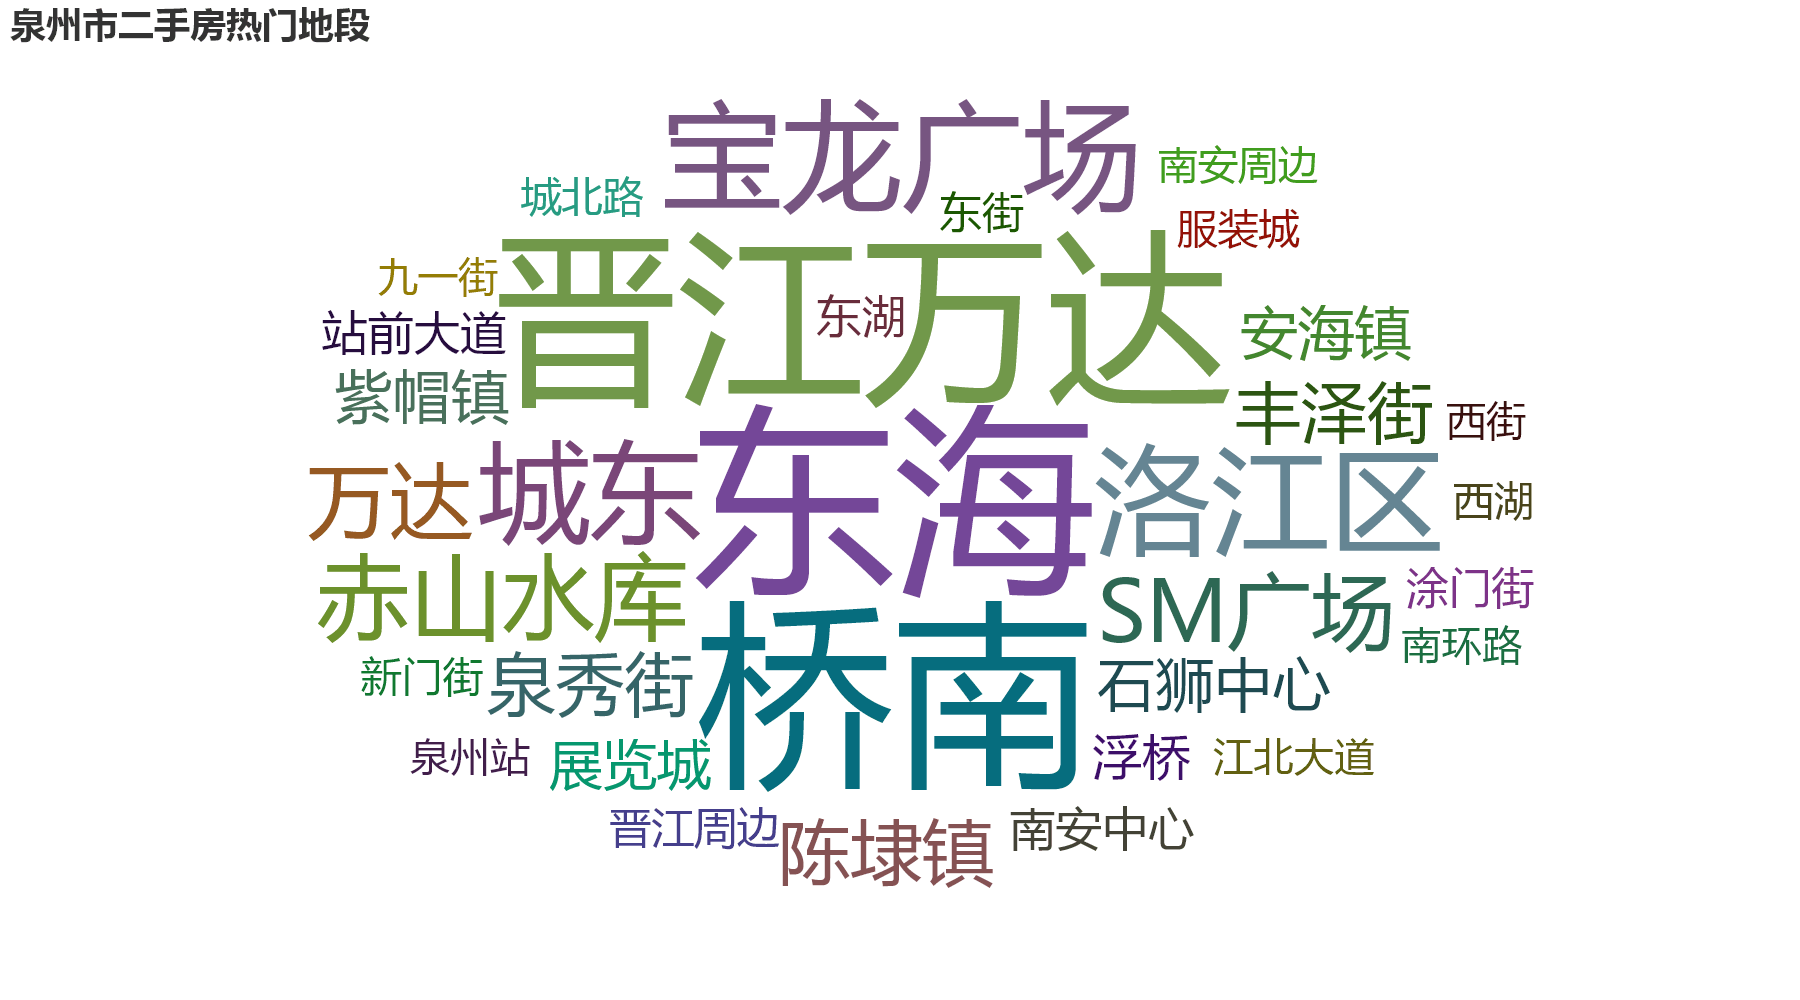 泉州市二手房热门地段
宝龙广场
南安周边
城北路
东街
服装城
晋江万达
九一街
东湖
站前大道
安海镇
紫帽镇
丰泽街
西街
东海
城东
洛江区
万达
西湖
赤山水库
SM广场
涂门街
南环路
桥南
新门街
泉秀街
石狮中心
泉州站
展览城
浮桥
江北大道
晋江周边
陈埭镇
南安中心